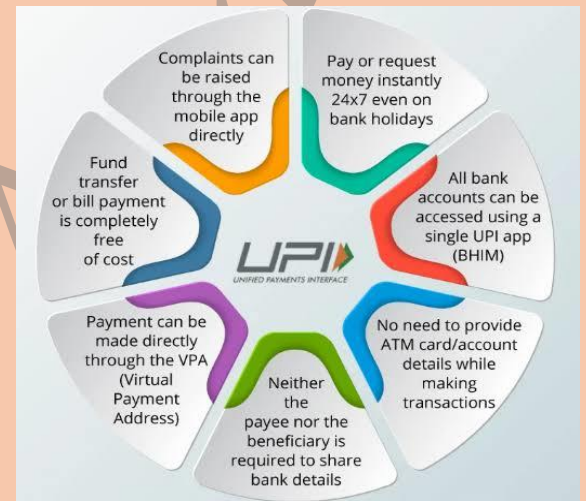 Complaints can
be raised
through the
mobile app
directly
Pay or request
money instantly
24x7 even on
bank holidays
All bank
accounts can be
accessed using a
single UPI app
(BHIM)
No need to provide
ATM card/account
details while
making
transactions
Neither
the
payee nor the
beneficiary is
required to share
bank details
Payment can be
made directly
through the VPA
(Virtual
Payment
Address)
Fund
transfer
or bill payment
is completely
free
of cost
UPI
UNIFIED PAYMENTS INTERFACE